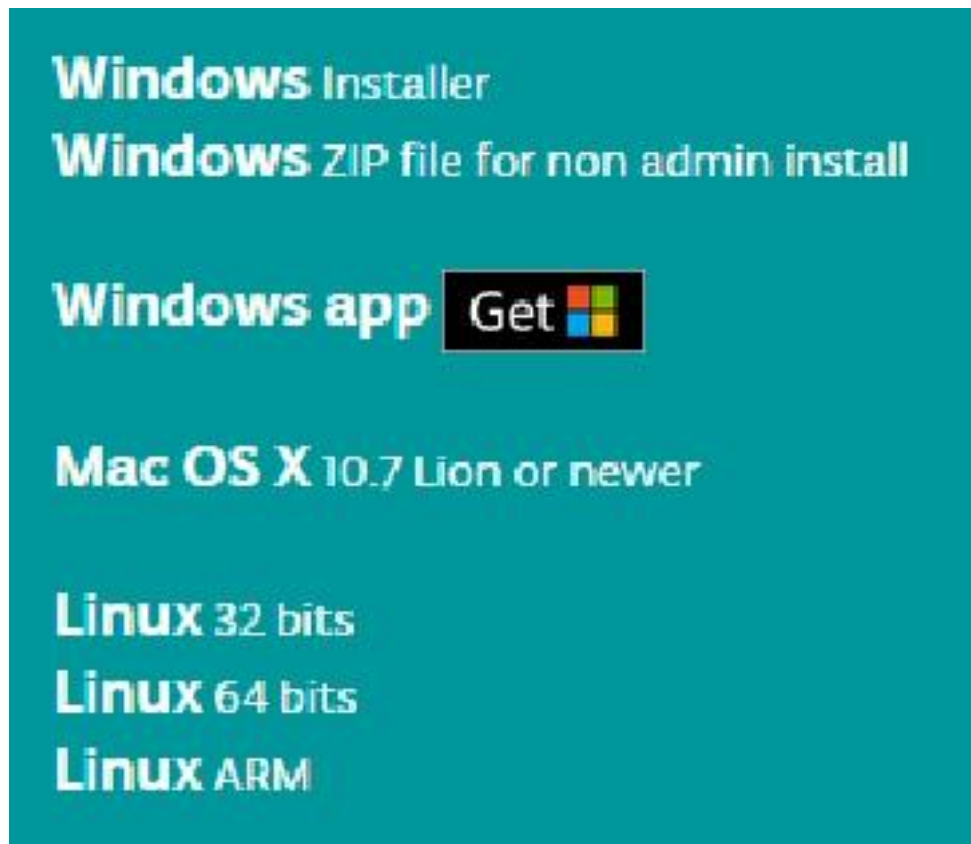 Windows Installer
Windows ZIP file for non admin install
Windows app Get
Mac OS X 10.7 Lion or newer
Linux 32 bits
Linux 64 bits
Linux ARM